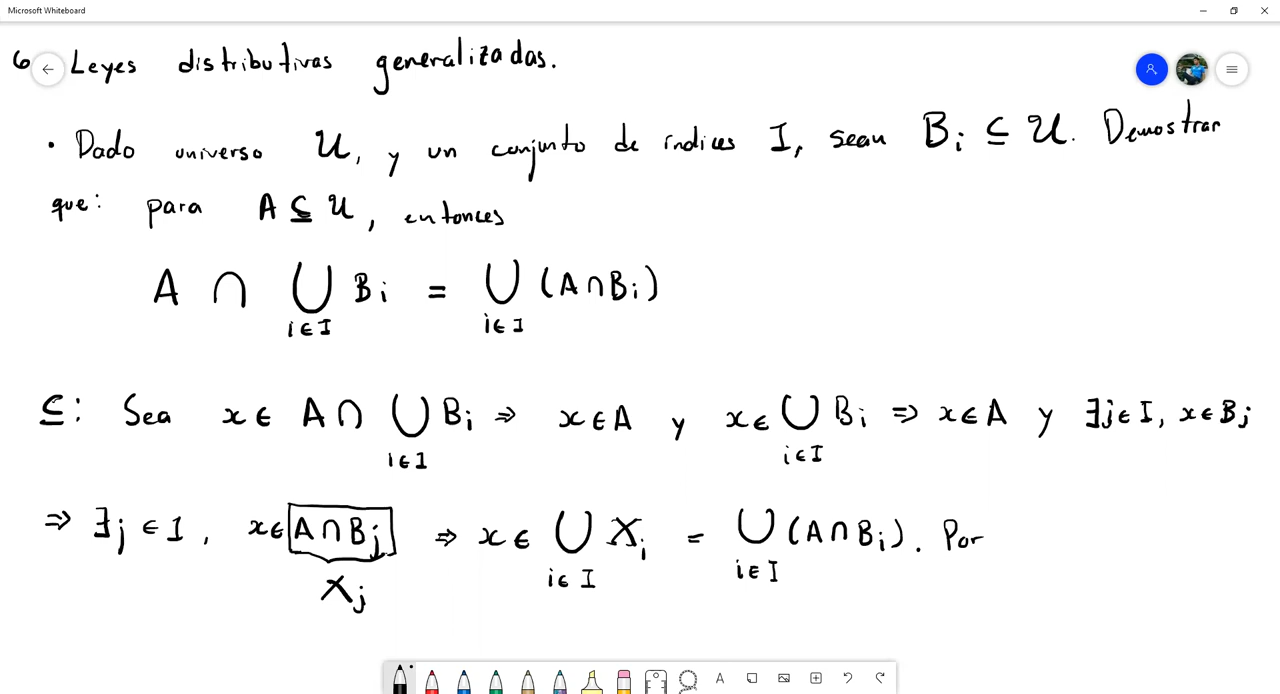 Microsoft Whiteboard
6. Leyes distributivas generalizadas.
• Dado universo U, y un conjunto de índices I, sean Bᵢ ⊆ U. Demostrar
que: para A ⊆ U, entonces
A ∩ ⋃ Bᵢ = ⋃ (A∩Bᵢ)
i∈I i∈I
⊆: Sea x∈ A∩ ⋃ Bᵢ ⇒ x∈A y x∈ ⋃ Bᵢ ⇒ x∈A y ∃j∈I, x∈Bⱼ
i∈I i∈I
⇒ ∃j ∈ I, x∈ A∩Bⱼ ⇒ x∈ ⋃ Xᵢ = ⋃ (A∩Bᵢ). Por
i∈I i∈I
Xⱼ
A